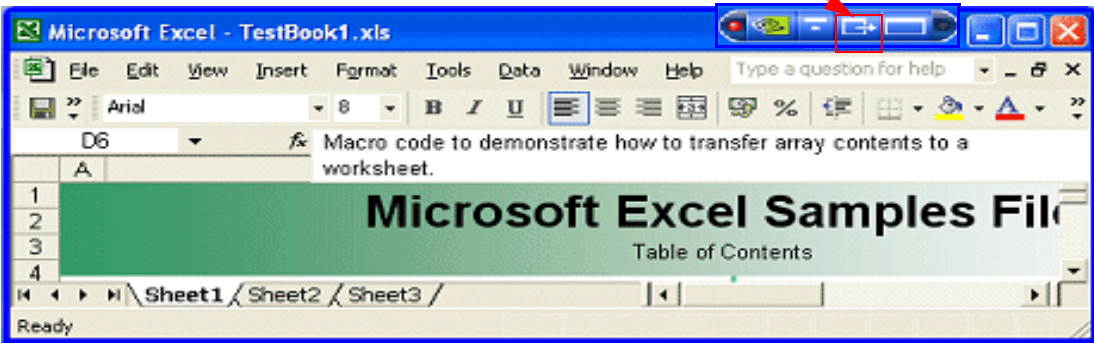 Microsoft Excel - TestBook1.xls
File Edit View Insert Format Tools Data Window Help Type a question for help
Arial 8 B I U %
D6 fx Macro code to demonstrate how to transfer array contents to a
worksheet.
A
1
Microsoft Excel Samples File
2
3 Table of Contents
4
Sheet1 Sheet2 Sheet3
Ready